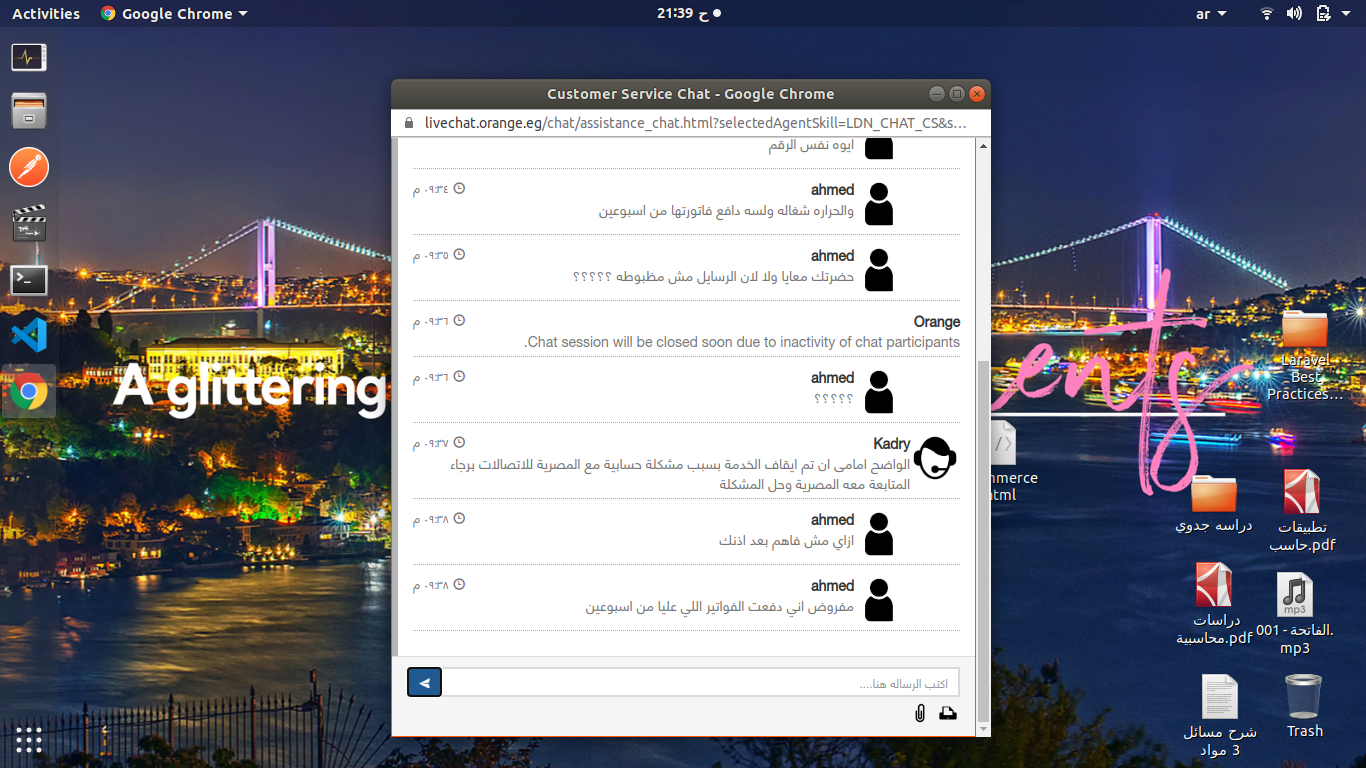 Activities
Google Chrome
21:39 ح
ar
Customer Service Chat - Google Chrome
livechat.orange.eg/chat/assistance_chat.html?selectedAgentSkill=LDN_CHAT_CS&s...
ايوه نفس الرقم
ahmed
٠٩:٣٤ م
والحراره شغاله ولسه دافع فاتورتها من اسبوعين
ahmed
٠٩:٣٥ م
حضرتك معايا ولا لان الرسايل مش مظبوطه ؟؟؟؟؟
Orange
٠٩:٣٦ م
.Chat session will be closed soon due to inactivity of chat participants
ahmed
٠٩:٣٦ م
؟؟؟؟؟
Kadry
٠٩:٣٧ م
الواضح امامى ان تم ايقاف الخدمة بسبب مشكلة حسابية مع المصرية للاتصالات برجاء
المتابعة معه المصرية وحل المشكلة
ahmed
٠٩:٣٨ م
ازاي مش فاهم بعد اذنك
ahmed
٠٩:٣٨ م
مفروض اني دفعت الفواتير اللي عليا من اسبوعين
اكتب الرساله هنا....
A glittering
ents
Laravel
Best
Practices...
mmerce
html
دراسه جدوي
تطبيقات
حاسب.pdf
دراسات
محاسبية.pdf
mp3
001 - الفاتحة.
mp3
شرح مسائل
3 مواد
Trash